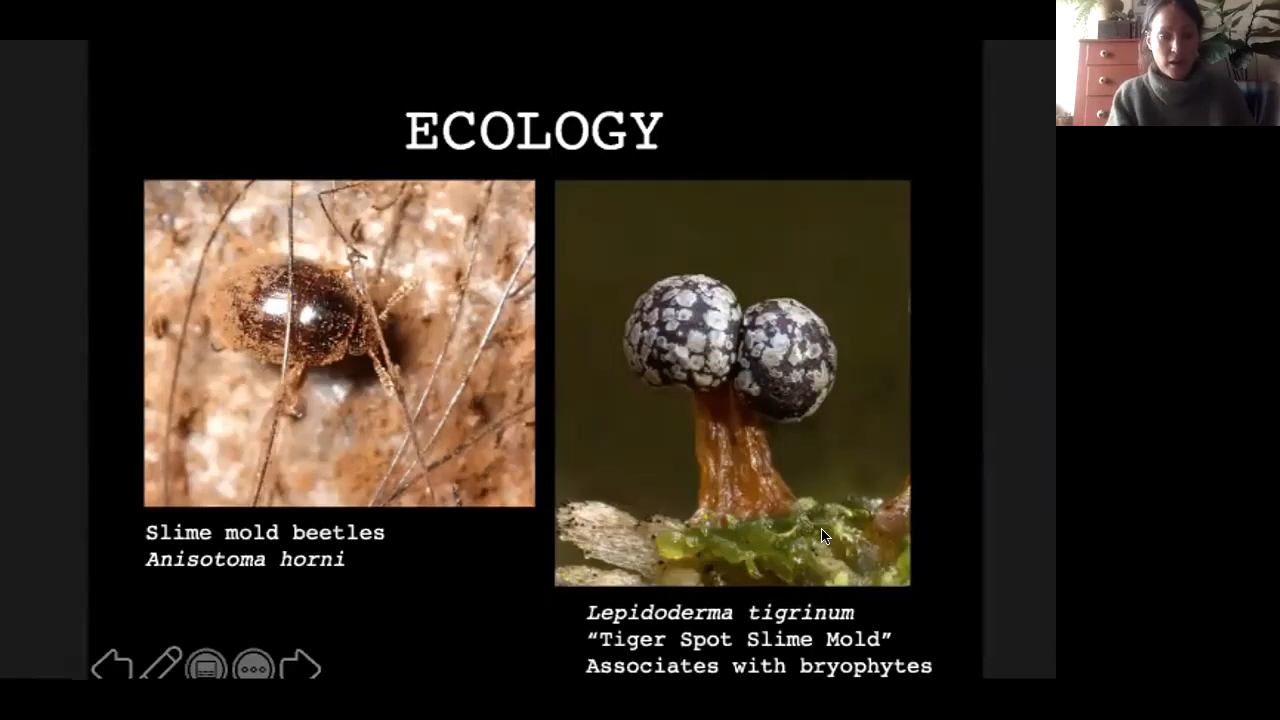 ECOLOGY
Slime mold beetles
Anisotoma horni
Lepidoderma tigrinum
“Tiger Spot Slime Mold”
Associates with bryophytes